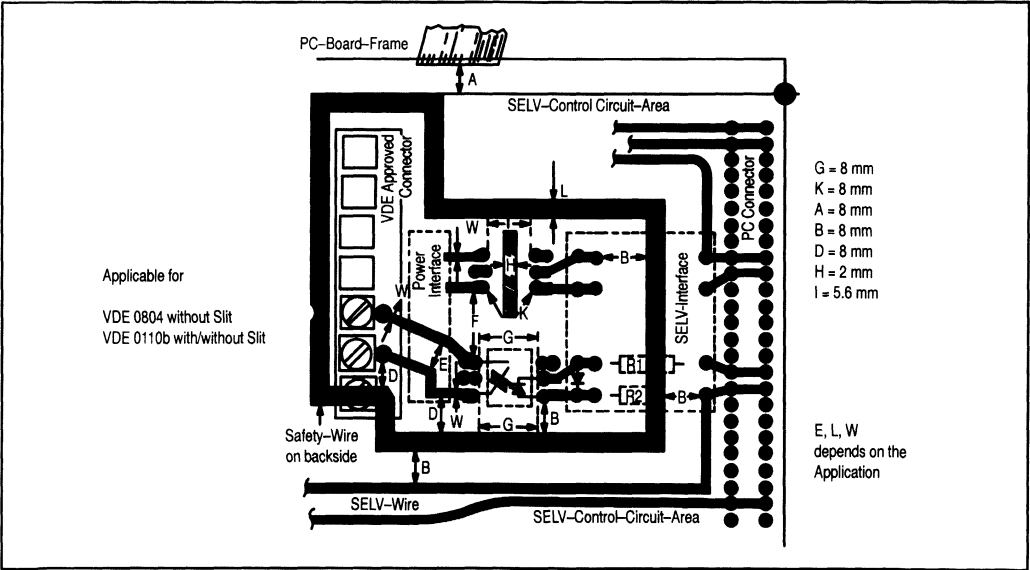 PC–Board–Frame
A
SELV–Control Circuit–Area
VDE Approved
Connector
L
W
PC Connector
G = 8 mm
K = 8 mm
A = 8 mm
B = 8 mm
D = 8 mm
H = 2 mm
I = 5.6 mm
Applicable for
VDE 0804 without Slit
VDE 0110b with/without Slit
Power
Interface
H
B
SELV–Interface
W
F
K
G
E
D
R1
R2
B
D
W
G
B
Safety–Wire
on backside
B
E, L, W
depends on the
Application
SELV–Wire
SELV–Control–Circuit–Area